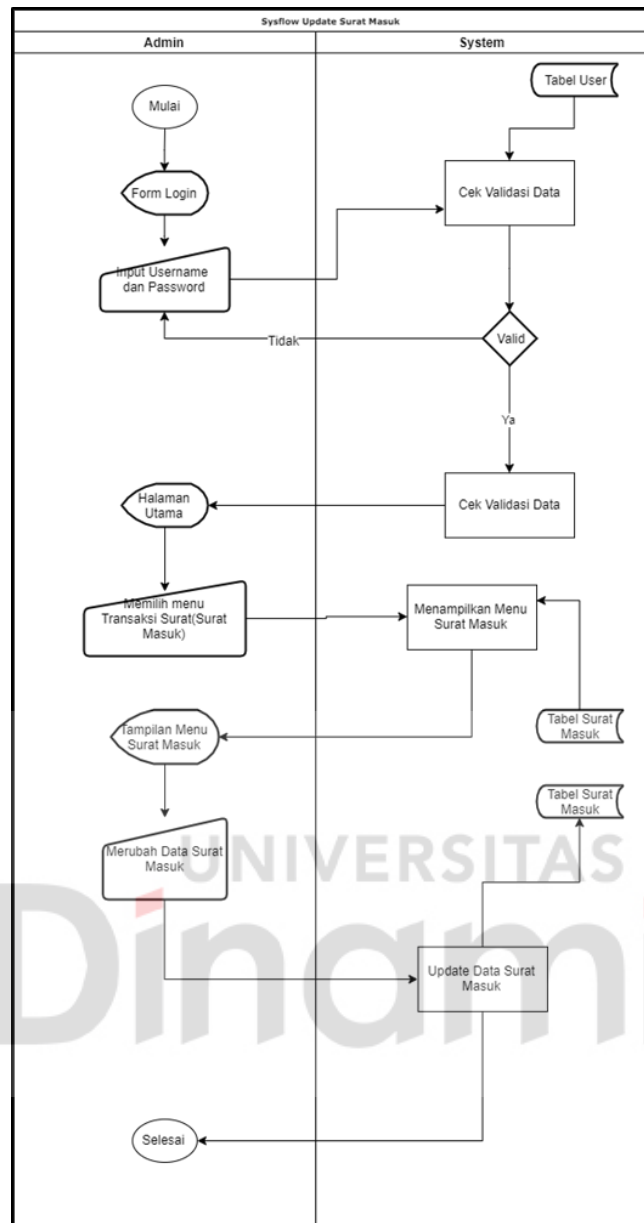 Sysflow Update Surat Masuk
Admin
System
Tabel User
Mulai
Form Login
Cek Validasi Data
Input Username
dan Password
Tidak
Valid
Ya
Halaman
Utama
Cek Validasi Data
Memilih menu
Transaksi Surat(Surat
Masuk)
Menampilkan Menu
Surat Masuk
Tabel Surat
Masuk
Tampilan Menu
Surat Masuk
Tabel Surat
Masuk
Merubah Data Surat
Masuk
UNIVERSITAS
Dinami
Update Data Surat
Masuk
Selesai